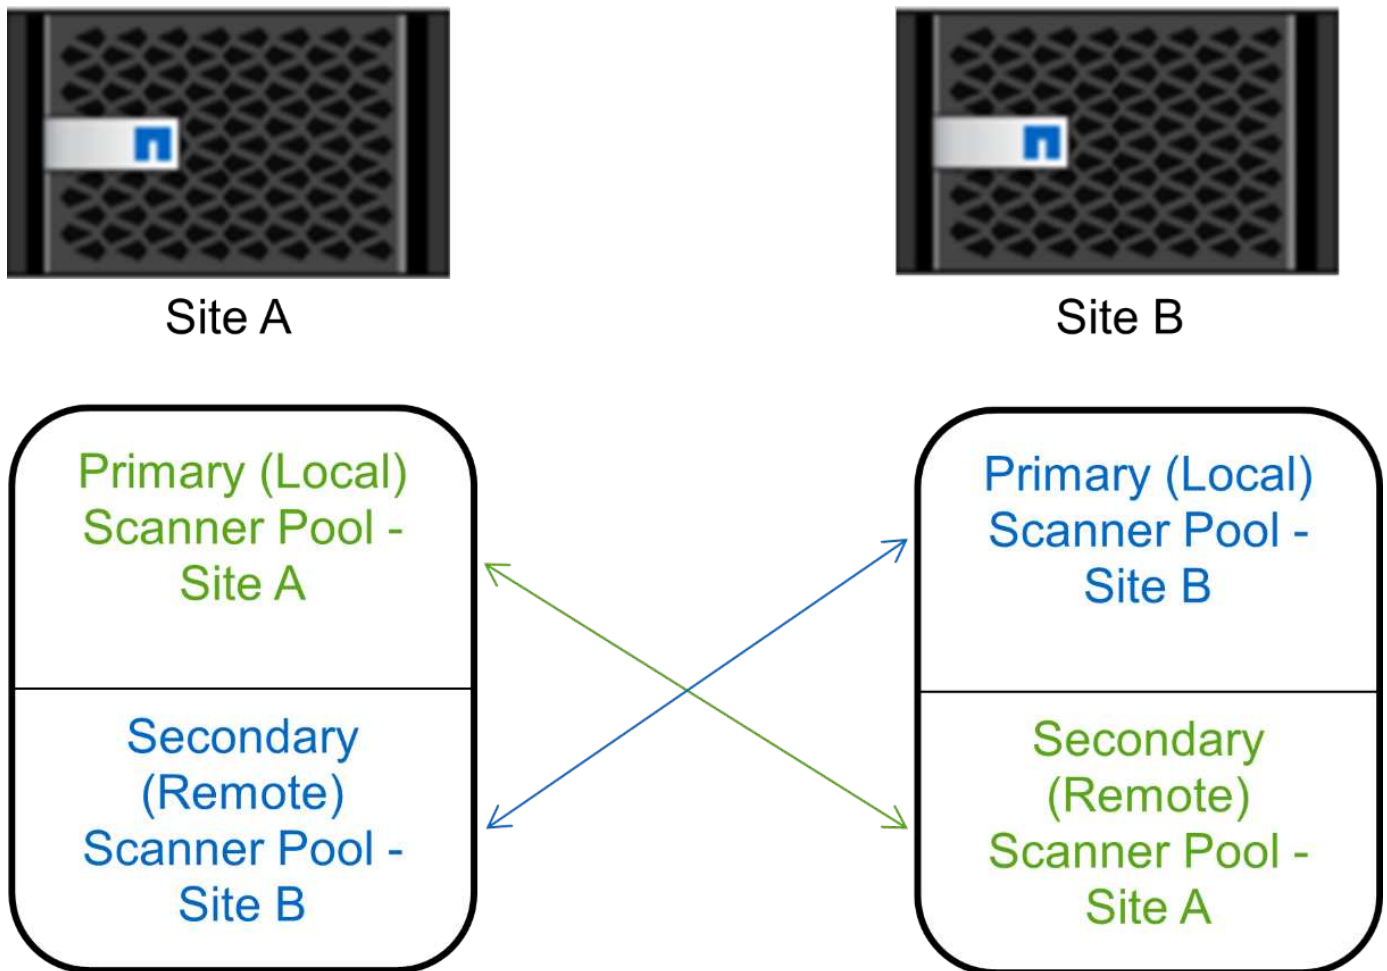 Site A
Site B
Primary (Local)
Scanner Pool -
Site A
Secondary
(Remote)
Scanner Pool -
Site B
Primary (Local)
Scanner Pool -
Site B
Secondary
(Remote)
Scanner Pool -
Site A